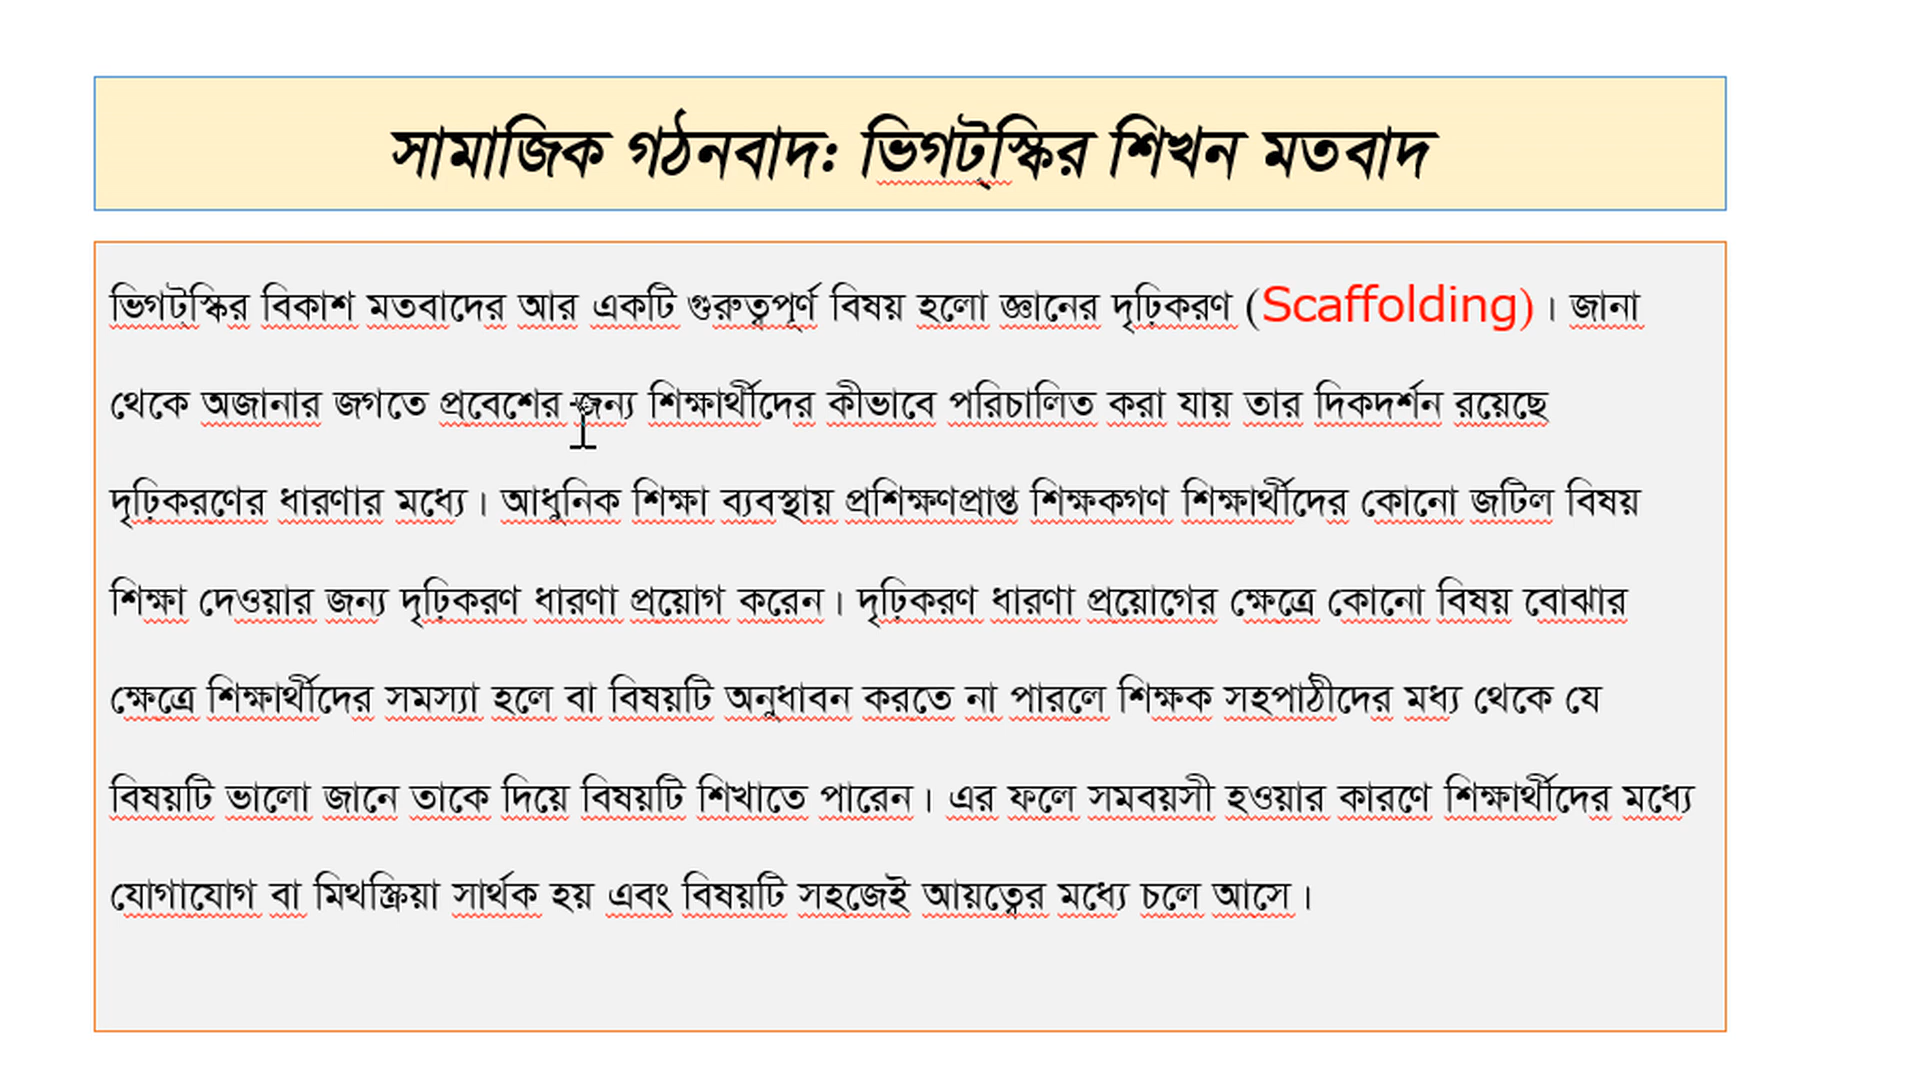 সামাজিক গঠনবাদ: ভিগট্স্কির শিখন মতবাদ
ভিগট্স্কির বিকাশ মতবাদের আর একটি গুরুত্বপূর্ণ বিষয় হলো জ্ঞানের দৃঢ়িকরণ (Scaffolding)। জানা
থেকে অজানার জগতে প্রবেশের জন্য শিক্ষার্থীদের কীভাবে পরিচালিত করা যায় তার দিকদর্শন রয়েছে
দৃঢ়িকরণের ধারণার মধ্যে। আধুনিক শিক্ষা ব্যবস্থায় প্রশিক্ষণপ্রাপ্ত শিক্ষকগণ শিক্ষার্থীদের কোনো জটিল বিষয়
শিক্ষা দেওয়ার জন্য দৃঢ়িকরণ ধারণা প্রয়োগ করেন। দৃঢ়িকরণ ধারণা প্রয়োগের ক্ষেত্রে কোনো বিষয় বোঝার
ক্ষেত্রে শিক্ষার্থীদের সমস্যা হলে বা বিষয়টি অনুধাবন করতে না পারলে শিক্ষক সহপাঠীদের মধ্য থেকে যে
বিষয়টি ভালো জানে তাকে দিয়ে বিষয়টি শিখাতে পারেন। এর ফলে সমবয়সী হওয়ার কারণে শিক্ষার্থীদের মধ্যে
যোগাযোগ বা মিথস্ক্রিয়া সার্থক হয় এবং বিষয়টি সহজেই আয়ত্বের মধ্যে চলে আসে।